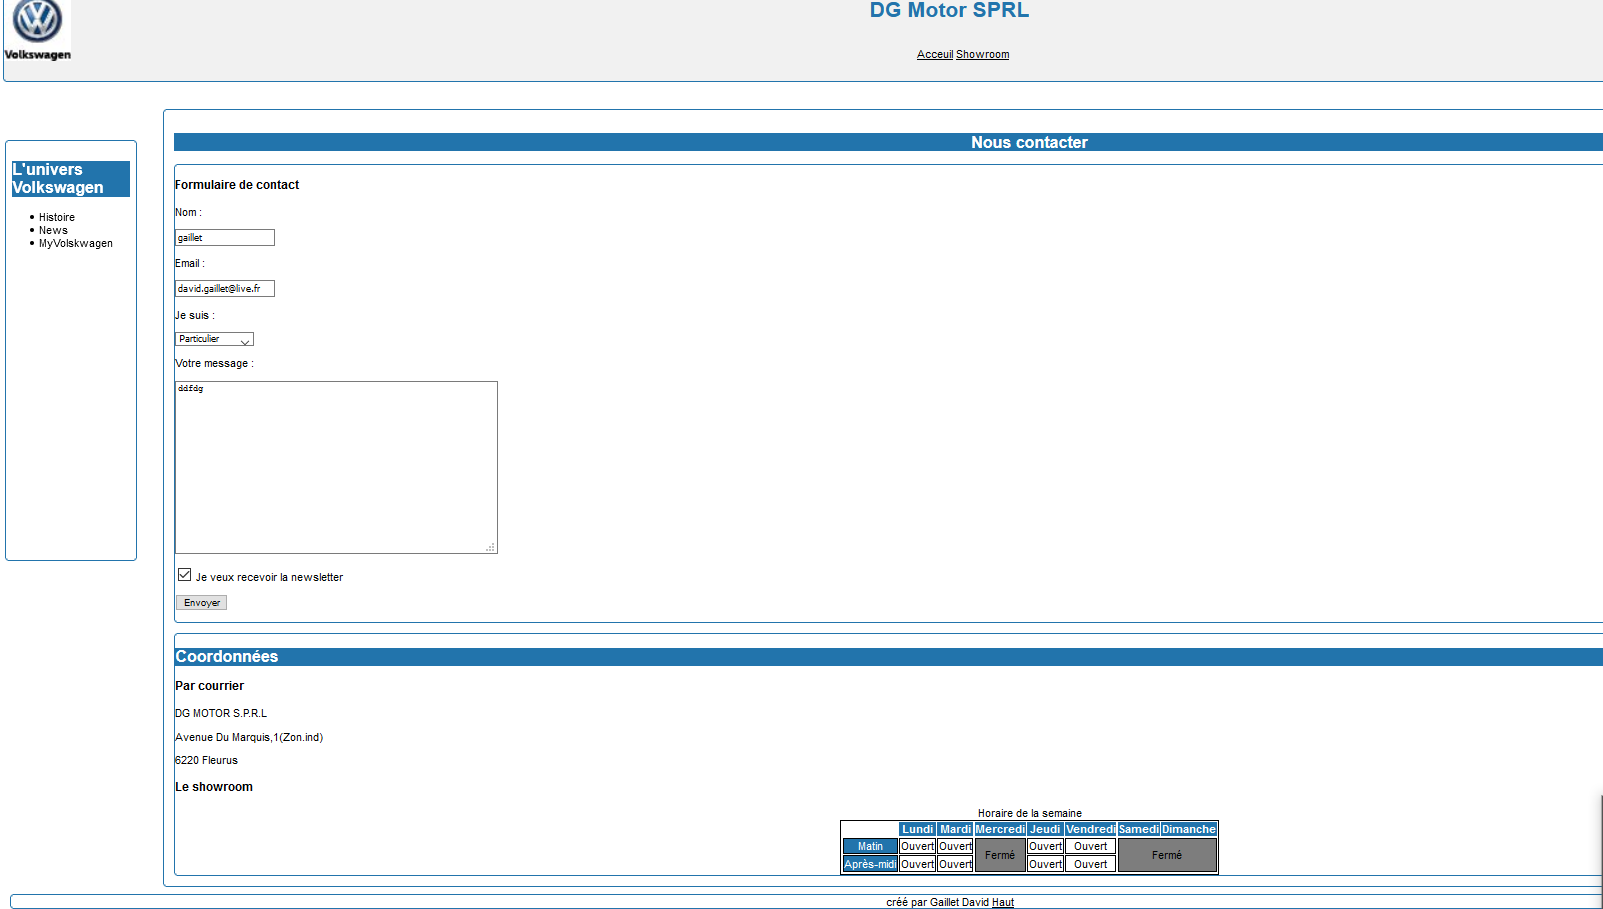 DG Motor SPRL
Volkswagen
Acceuil Showroom
L'univers
Volkswagen
Histoire
News
MyVolskwagen
Nous contacter
Formulaire de contact
Nom :
gaillet
Email :
david.gaillet@live.fr
Je suis :
Particulier
Votre message :
ddfdg
Je veux recevoir la newsletter
Envoyer
Coordonnées
Par courrier
DG MOTOR S.P.R.L
Avenue Du Marquis,1(Zon.ind)
6220 Fleurus
Le showroom
Horaire de la semaine
Lundi Mardi Mercredi Jeudi Vendredi Samedi Dimanche
Matin Ouvert Ouvert Fermé Ouvert Ouvert Fermé
Après-midi Ouvert Ouvert Ouvert Ouvert
créé par Gaillet David Haut